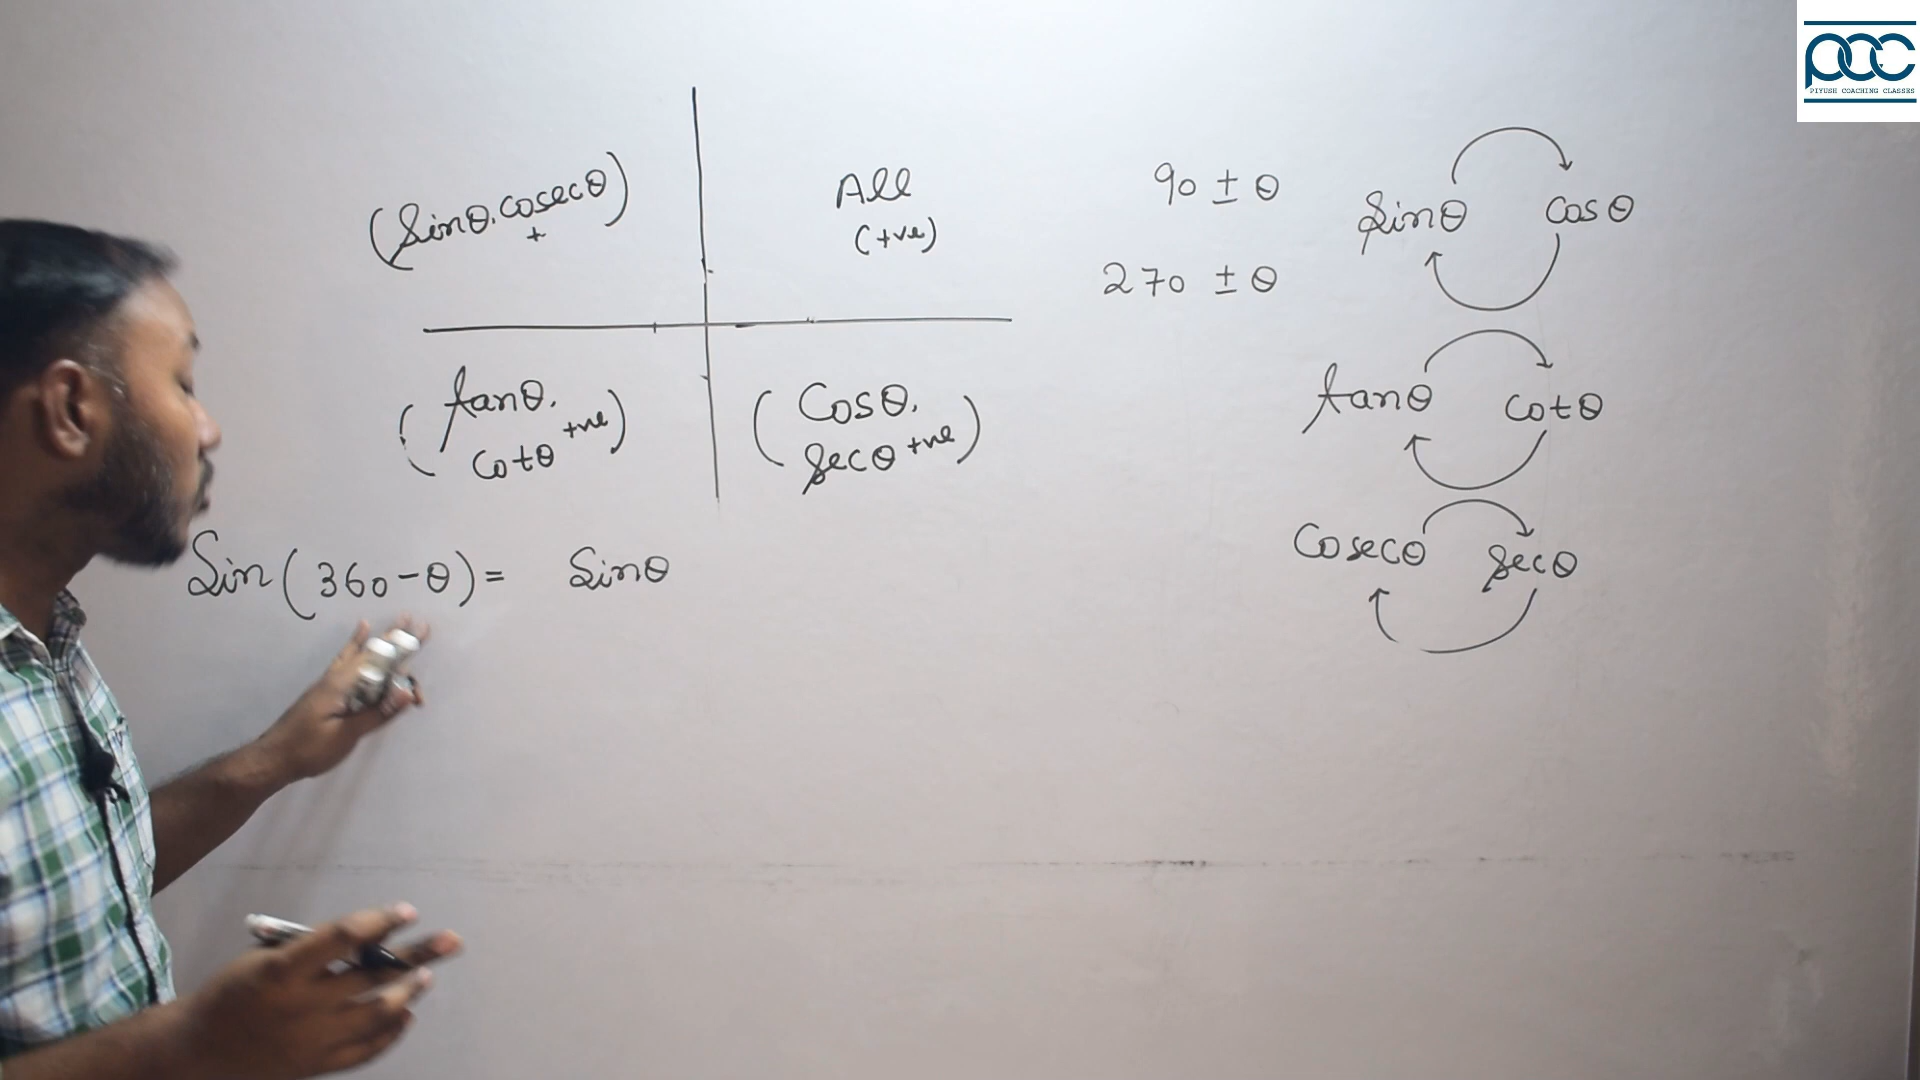 PCC
PIYUSH COACHING CLASSES
(Sinθ. cosecθ)
+
All
(+ve)
(tanθ.
cotθ +ve)
(Cosθ.
Secθ +ve)
90 ± θ
270 ± θ
Sinθ Cosθ
tanθ cotθ
Cosecθ Secθ
Sin(360-θ) = Sinθ